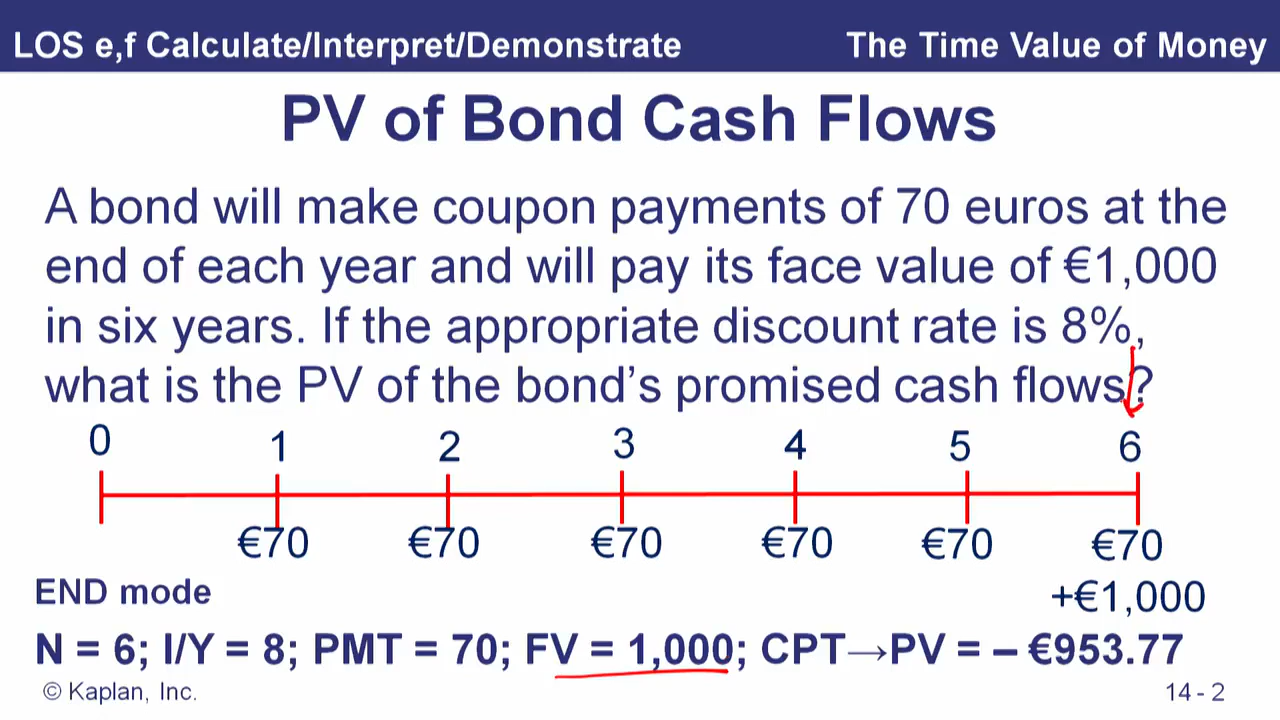 LOS e,f Calculate/Interpret/Demonstrate The Time Value of Money
PV of Bond Cash Flows
A bond will make coupon payments of 70 euros at the
end of each year and will pay its face value of €1,000
in six years. If the appropriate discount rate is 8%,
what is the PV of the bond’s promised cash flows?
0 1 2 3 4 5 6
€70 €70 €70 €70 €70 €70
END mode +€1,000
N = 6; I/Y = 8; PMT = 70; FV = 1,000; CPT→PV = – €953.77
© Kaplan, Inc. 14 - 2